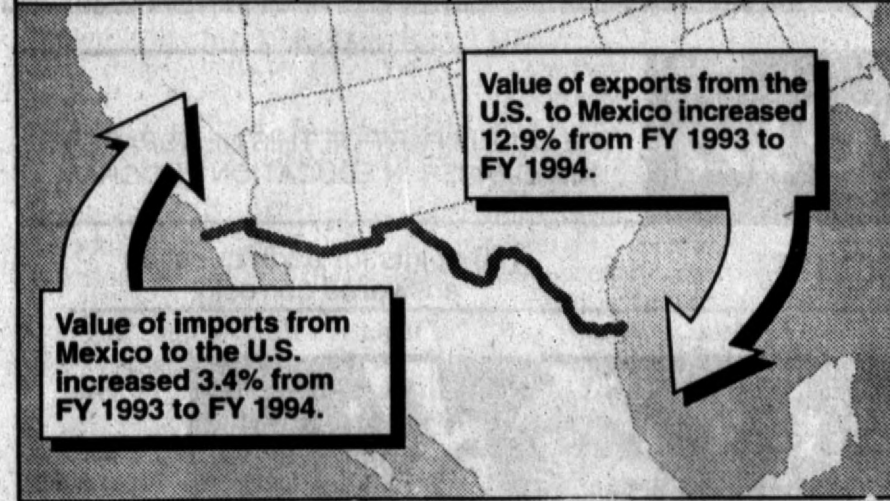 Value of exports from the
U.S. to Mexico increased
12.9% from FY 1993 to
FY 1994.
Value of imports from
Mexico to the U.S.
increased 3.4% from
FY 1993 to FY 1994.